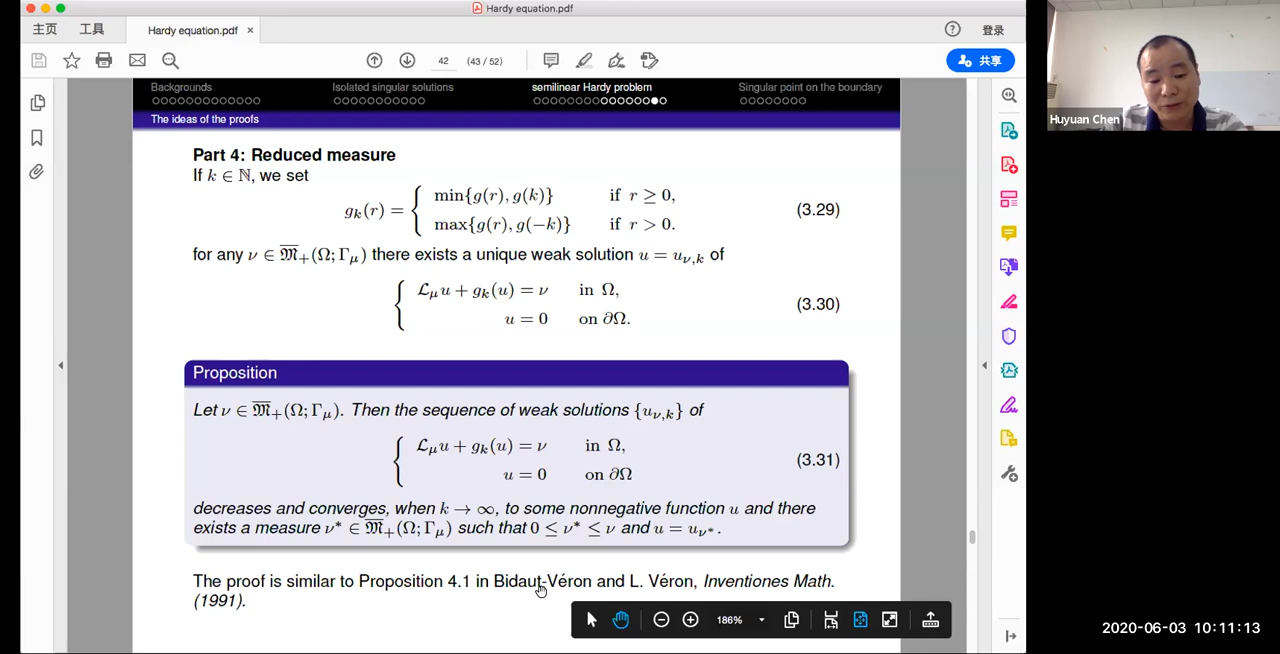 Hardy equation.pdf
主页 工具 Hardy equation.pdf × 登录
42 (43 / 52) 共享
Backgrounds Isolated singular solutions semilinear Hardy problem Singular point on the boundary
The ideas of the proofs
Huyuan Chen
Part 4: Reduced measure
If k ∈ ℕ, we set
g_k(r) = { min{g(r), g(k)} if r ≥ 0,
max{g(r), g(−k)} if r > 0. (3.29)
for any ν ∈ 𝔐̅₊(Ω; Γ_μ) there exists a unique weak solution u = u_{ν,k} of
{ ℒ_μ u + g_k(u) = ν in Ω,
u = 0 on ∂Ω. (3.30)
Proposition
Let ν ∈ 𝔐̅₊(Ω; Γ_μ). Then the sequence of weak solutions {u_{ν,k}} of
{ ℒ_μ u + g_k(u) = ν in Ω,
u = 0 on ∂Ω (3.31)
decreases and converges, when k → ∞, to some nonnegative function u and there
exists a measure ν* ∈ 𝔐̅₊(Ω; Γ_μ) such that 0 ≤ ν* ≤ ν and u = u_{ν*}.
The proof is similar to Proposition 4.1 in Bidaut-Véron and L. Véron, Inventiones Math.
(1991).
186%
2020-06-03 10:11:13